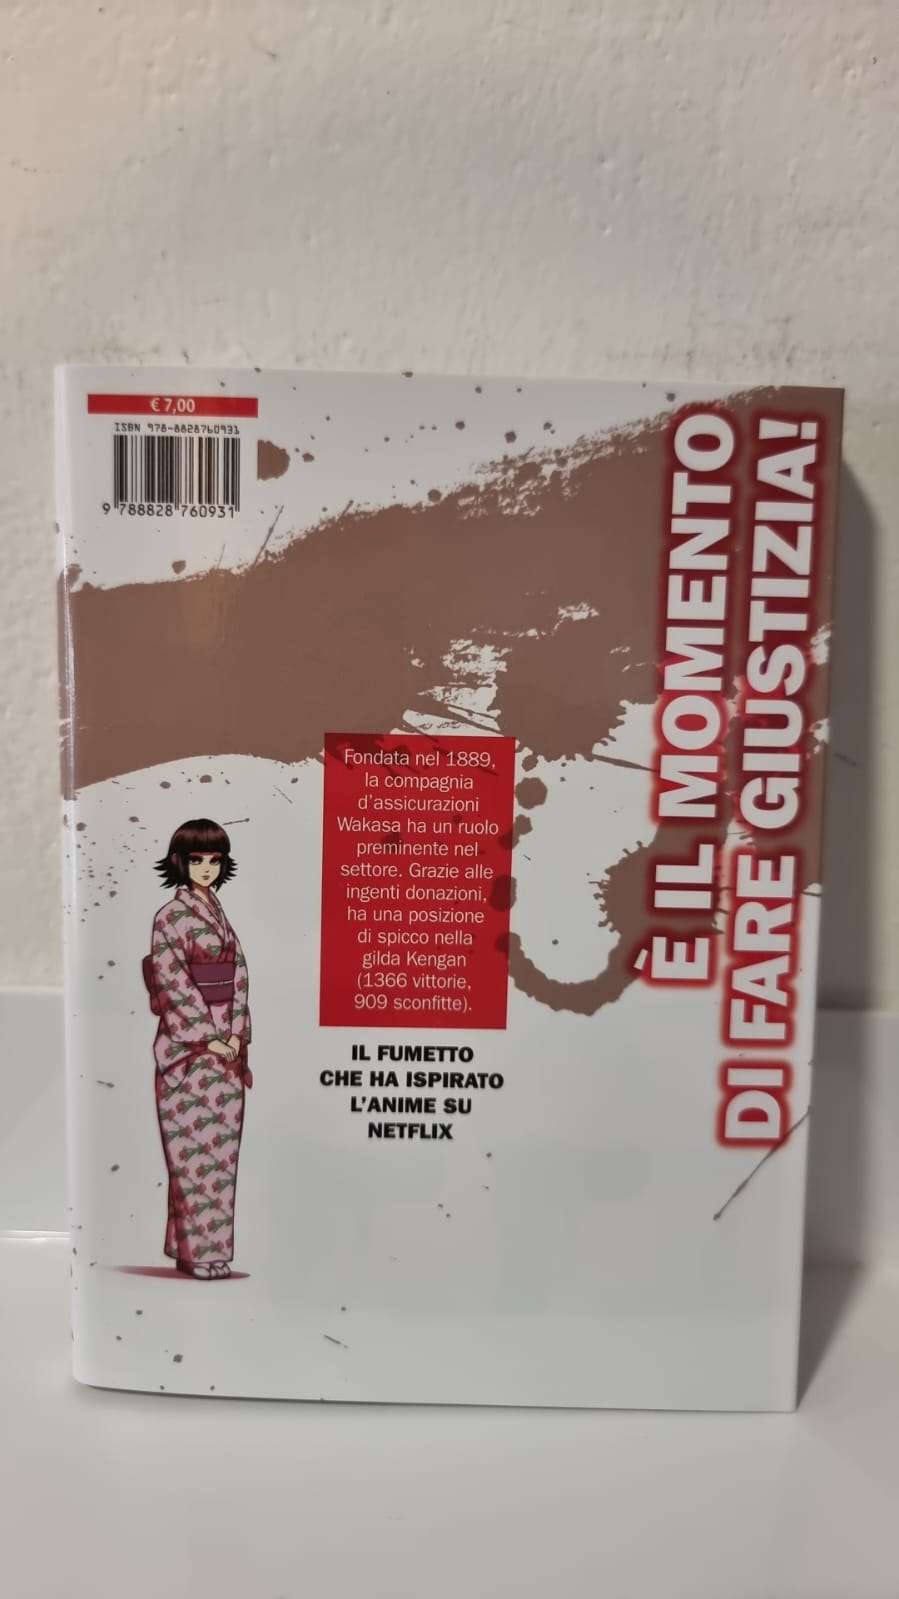 € 7,00
ISBN 978-8828760931
9 788828 760931
È IL MOMENTO
DI FARE GIUSTIZIA!
Fondata nel 1889,
la compagnia
d'assicurazioni
Wakasa ha un ruolo
preminente nel
settore. Grazie alle
ingenti donazioni,
ha una posizione
di spicco nella
gilda Kengan
(1366 vittorie,
909 sconfitte).
IL FUMETTO
CHE HA ISPIRATO
L'ANIME SU
NETFLIX